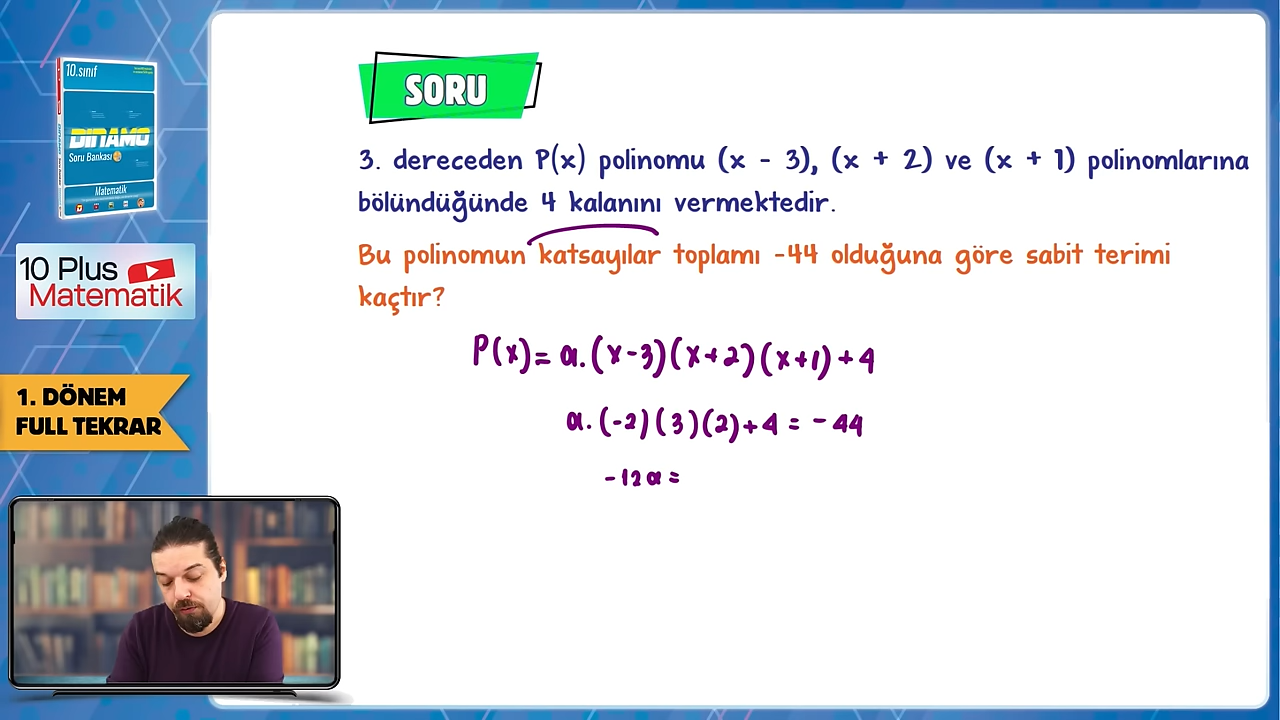 10.sınıf
DİNAMO
Soru Bankası
Matematik
10 Plus
Matematik
1. DÖNEM
FULL TEKRAR
SORU
3. dereceden P(x) polinomu (x - 3), (x + 2) ve (x + 1) polinomlarına
bölündüğünde 4 kalanını vermektedir.
Bu polinomun katsayılar toplamı -44 olduğuna göre sabit terimi
kaçtır?
P(x) = a.(x-3)(x+2)(x+1)+4
a.(-2)(3)(2)+4 = -44
-12a =